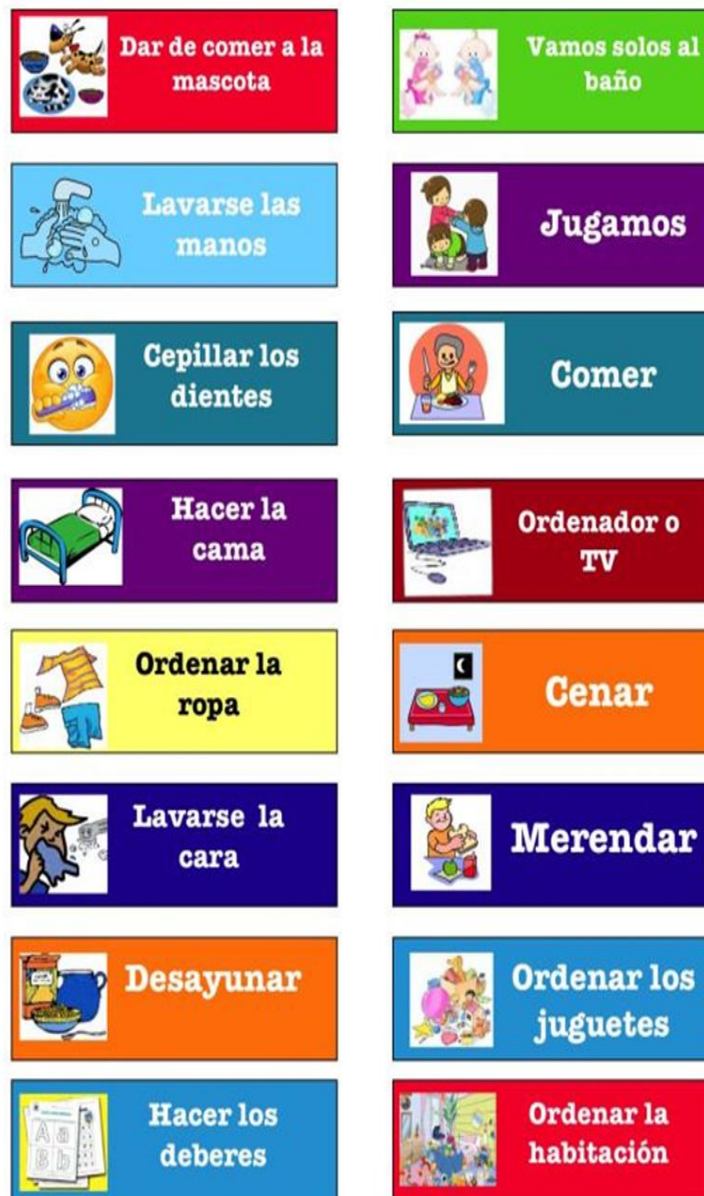 Dar de comer a la
mascota
Vamos solos al
baño
Lavarse las
manos
Jugamos
Cepillar los
dientes
Comer
Hacer la
cama
Ordenador o
TV
Ordenar la
ropa
Cenar
Lavarse la
cara
Merendar
Desayunar
Ordenar los
juguetes
A a
B b
Hacer los
deberes
Ordenar la
habitación